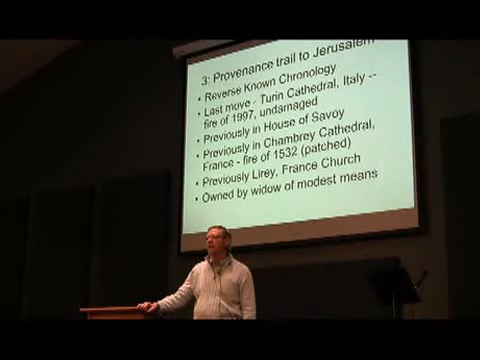 3: Provenance trail to Jerusalem
• Reverse Known Chronology
• Last move - Turin Cathedral, Italy --
fire of 1997, undamaged
• Previously in House of Savoy
• Previously in Chambrey Cathedral,
France - fire of 1532 (patched)
• Previously Lirey, France Church
• Owned by widow of modest means